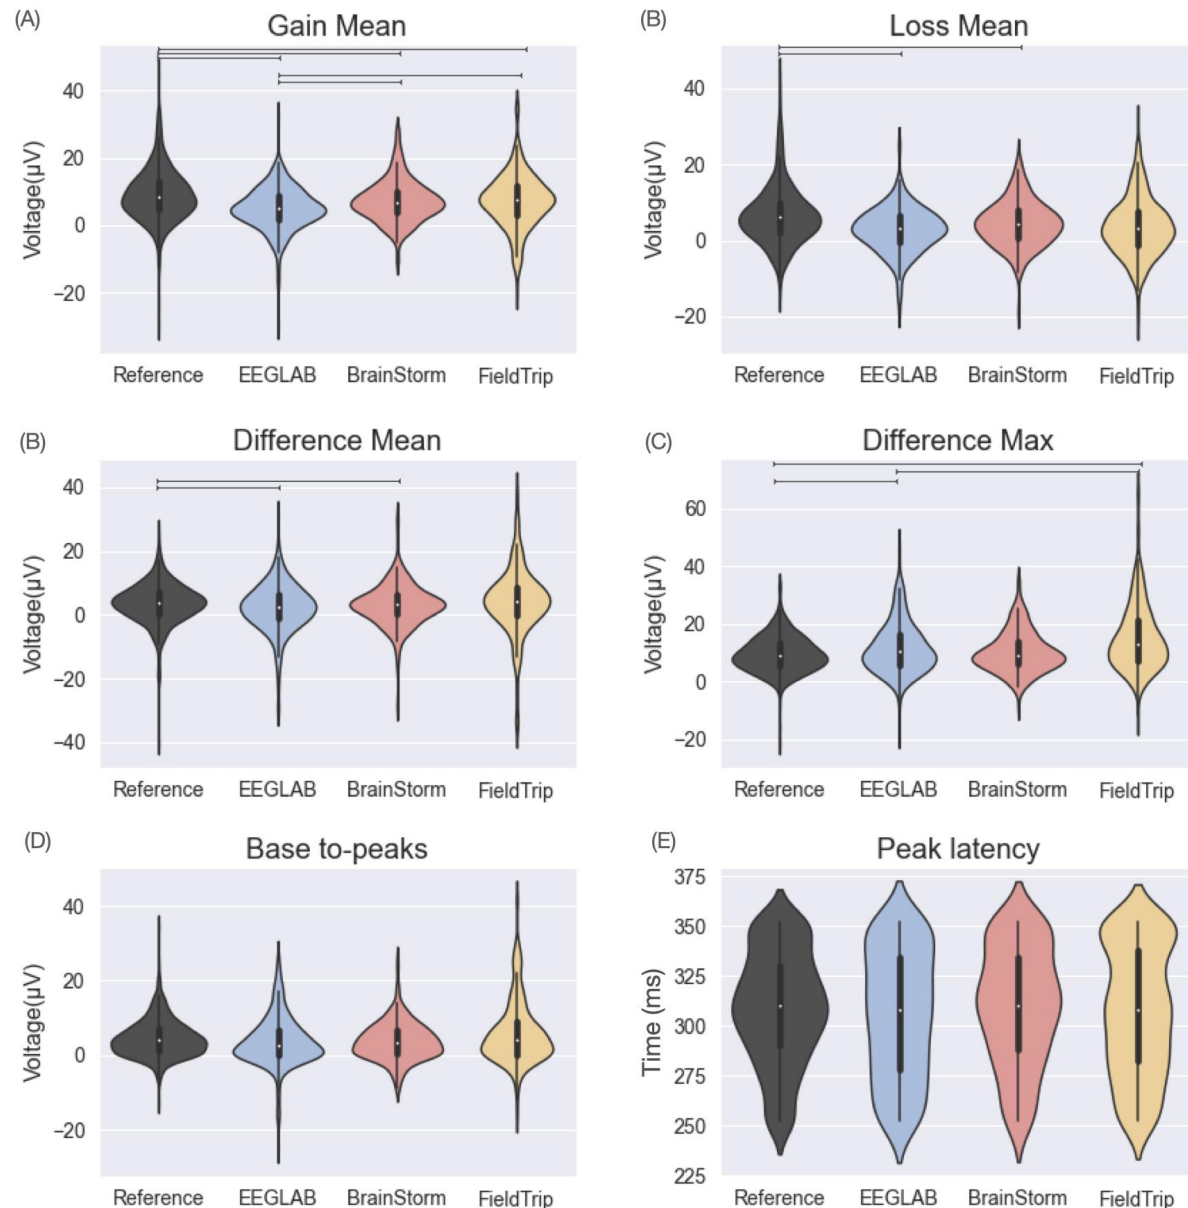 (A) Gain Mean
Voltage(µV)
40
20
0
−20
Reference EEGLAB BrainStorm FieldTrip
(B) Loss Mean
Voltage(µV)
40
20
0
−20
Reference EEGLAB BrainStorm FieldTrip
(B) Difference Mean
Voltage(µV)
40
20
0
−20
−40
Reference EEGLAB BrainStorm FieldTrip
(C) Difference Max
Voltage(µV)
60
40
20
0
−20
Reference EEGLAB BrainStorm FieldTrip
(D) Base to-peaks
Voltage(µV)
40
20
0
−20
Reference EEGLAB BrainStorm FieldTrip
(E) Peak latency
Time (ms)
375
350
325
300
275
250
225
Reference EEGLAB BrainStorm FieldTrip